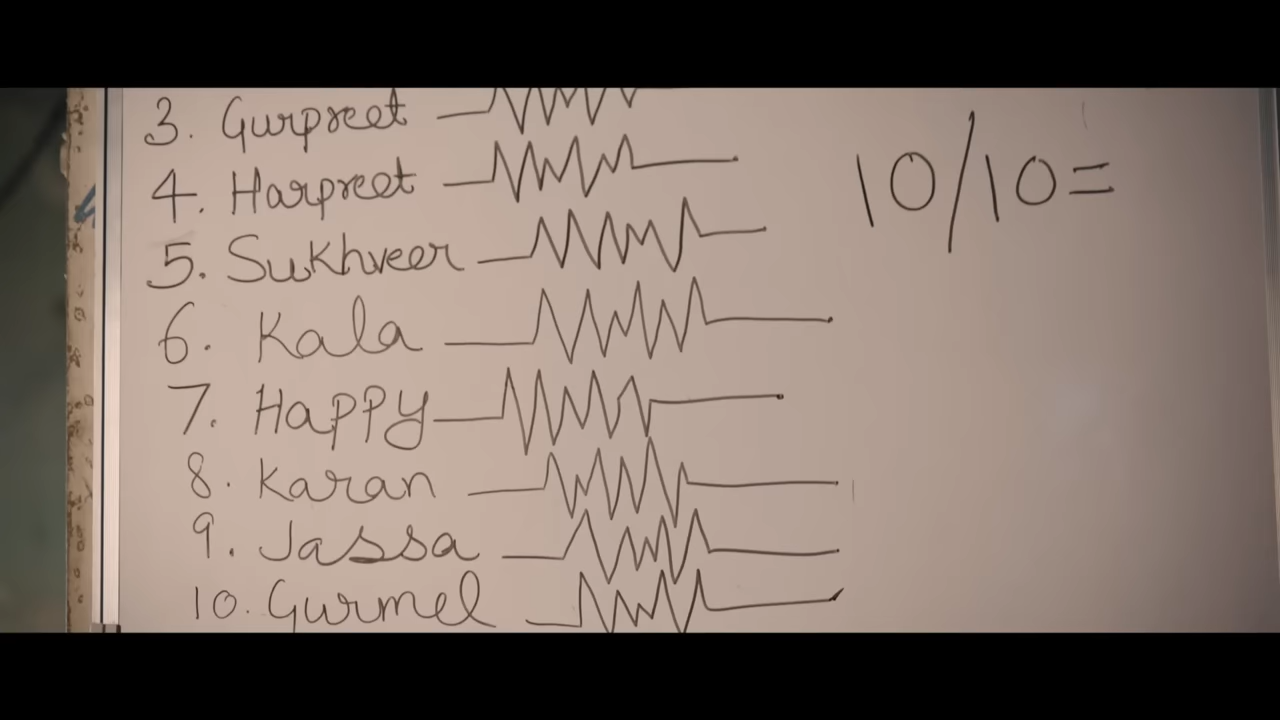 3. Gurpreet
4. Harpreet
5. Sukhveer
6. Kala
7. Happy
8. Karan
9. Jassa
10. Gurmel
10/10=